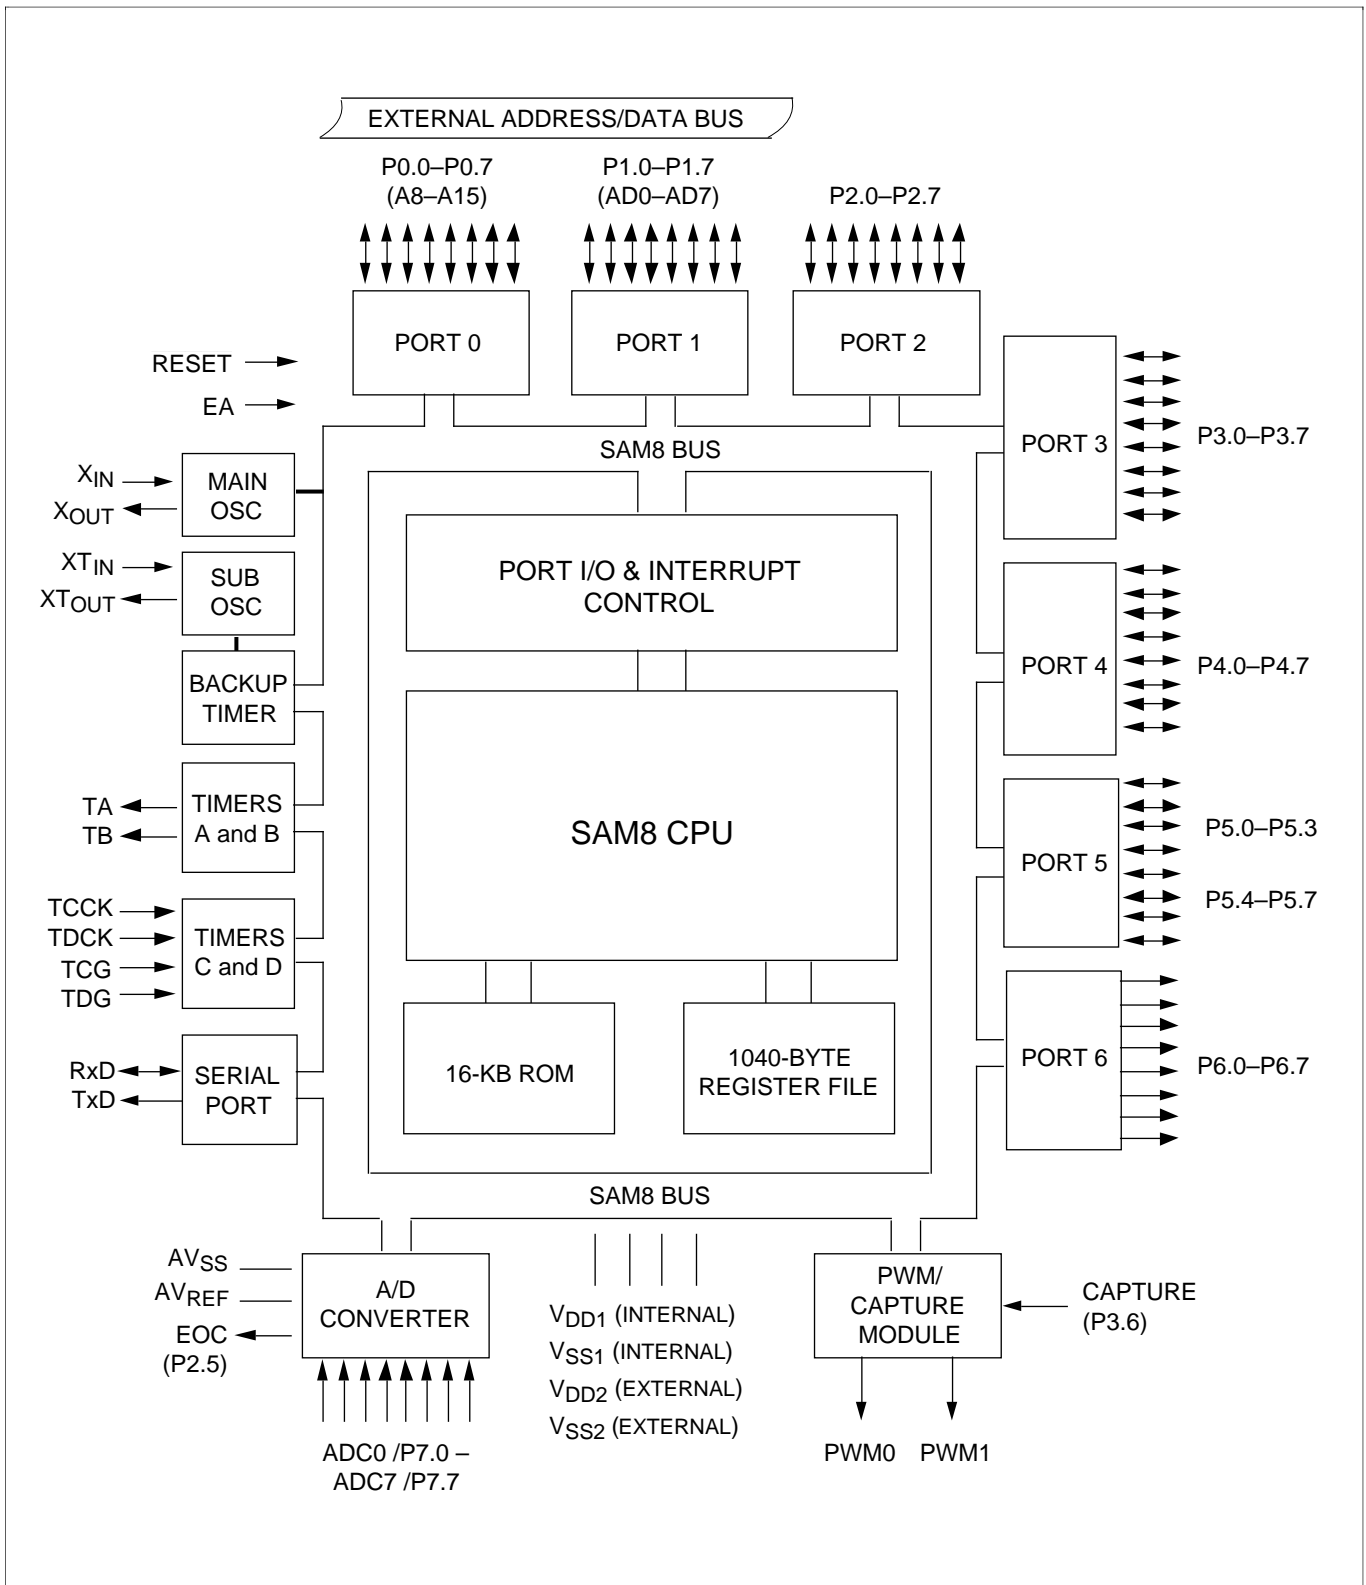 EXTERNAL ADDRESS/DATA BUS
P0.0–P0.7
(A8–A15)
P1.0–P1.7
(AD0–AD7)
P2.0–P2.7
PORT 0
PORT 1
PORT 2
RESET
EA
PORT 3
P3.0–P3.7
SAM8 BUS
XIN
XOUT
MAIN
OSC
XTIN
XTOUT
SUB
OSC
PORT I/O & INTERRUPT
CONTROL
PORT 4
P4.0–P4.7
BACKUP
TIMER
TA
TB
TIMERS
A and B
SAM8 CPU
PORT 5
P5.0–P5.3
P5.4–P5.7
TCCK
TDCK
TCG
TDG
TIMERS
C and D
RxD
TxD
SERIAL
PORT
16-KB ROM
1040-BYTE
REGISTER FILE
PORT 6
P6.0–P6.7
SAM8 BUS
AVSS
AVREF
EOC
(P2.5)
A/D
CONVERTER
VDD1 (INTERNAL)
VSS1 (INTERNAL)
VDD2 (EXTERNAL)
VSS2 (EXTERNAL)
PWM/
CAPTURE
MODULE
CAPTURE
(P3.6)
ADC0 /P7.0 –
ADC7 /P7.7
PWM0
PWM1